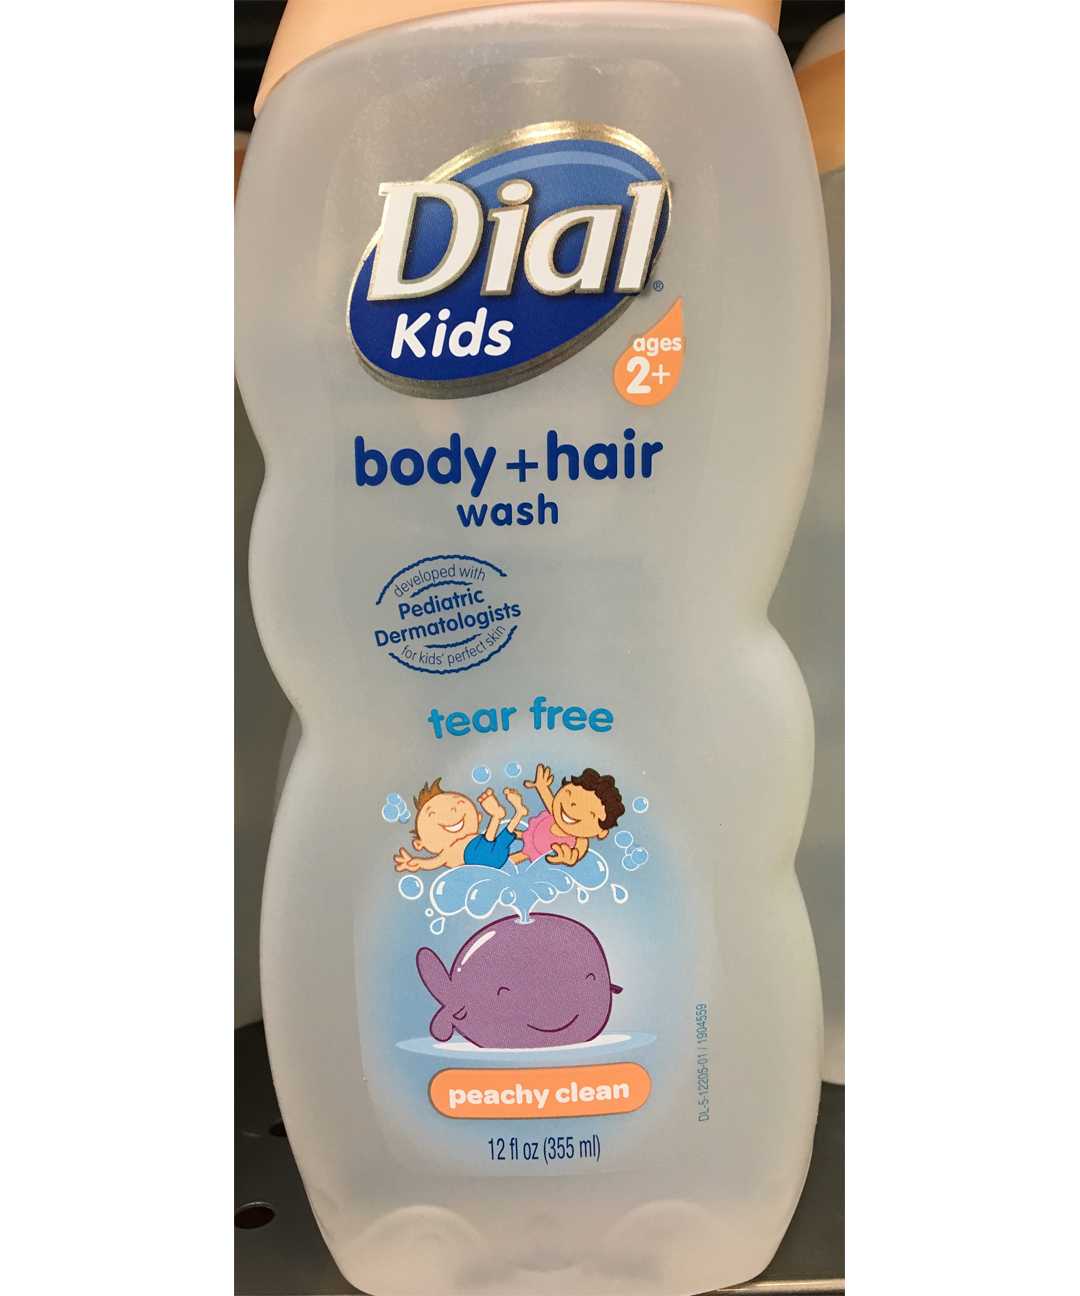 Dial®
Kids
ages
2+
body + hair
wash
developed with
Pediatric
Dermatologists
for kids' perfect skin
tear free
peachy clean
12 fl oz (355 ml)
DL-5-12205-01 / 1904559